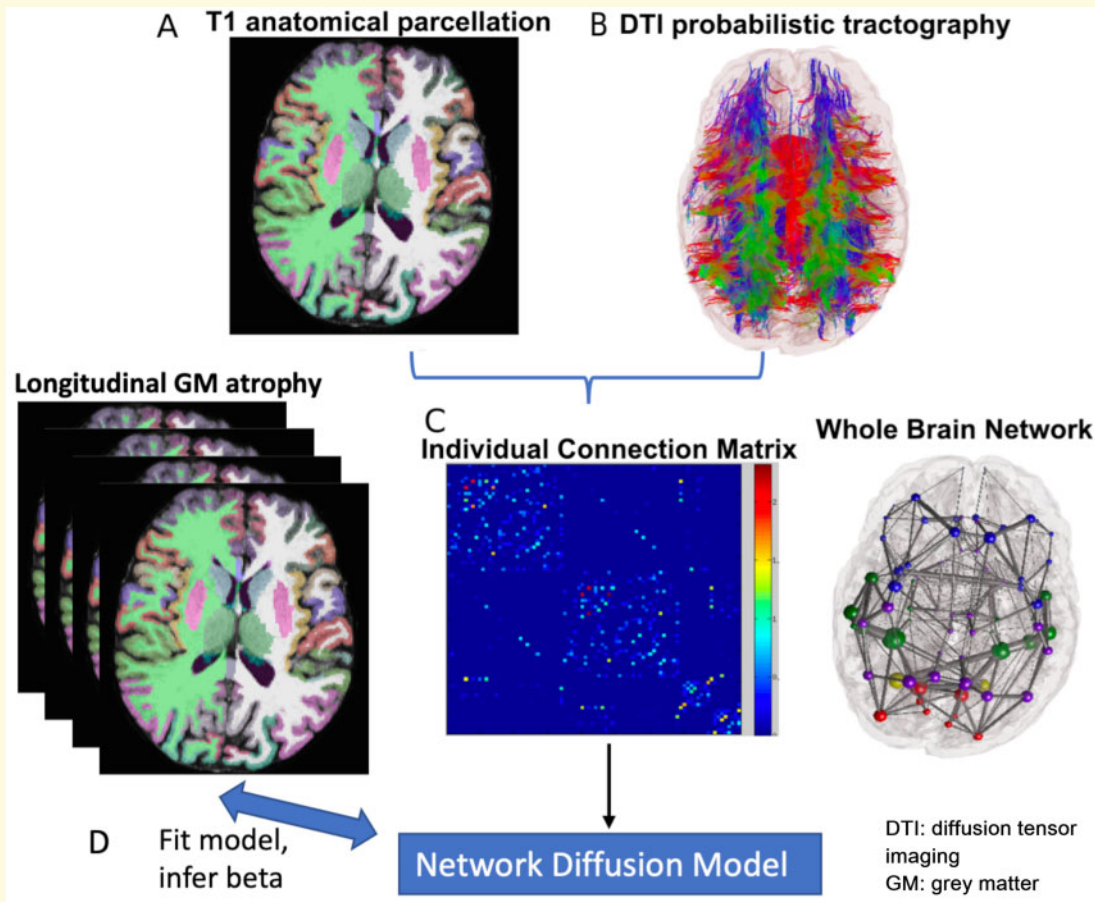 A
T1 anatomical parcellation
B
DTI probabilistic tractography
Longitudinal GM atrophy
C
Individual Connection Matrix
Whole Brain Network
D
Fit model,
infer beta
Network Diffusion Model
DTI: diffusion tensor
imaging
GM: grey matter